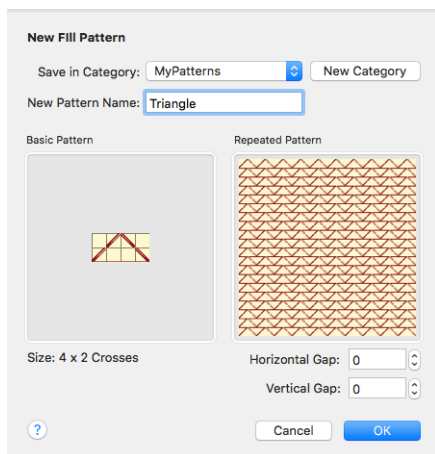 New Fill Pattern
Save in Category: MyPatterns New Category
New Pattern Name: Triangle
Basic Pattern Repeated Pattern
Size: 4 x 2 Crosses Horizontal Gap: 0
Vertical Gap: 0
? Cancel OK